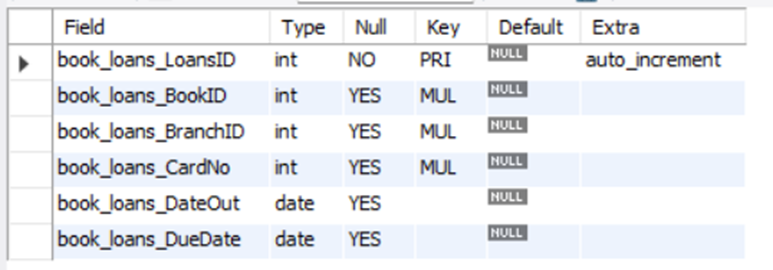 Field Type Null Key Default Extra
book_loans_LoansID int NO PRI NULL auto_increment
book_loans_BookID int YES MUL NULL
book_loans_BranchID int YES MUL NULL
book_loans_CardNo int YES MUL NULL
book_loans_DateOut date YES NULL
book_loans_DueDate date YES NULL